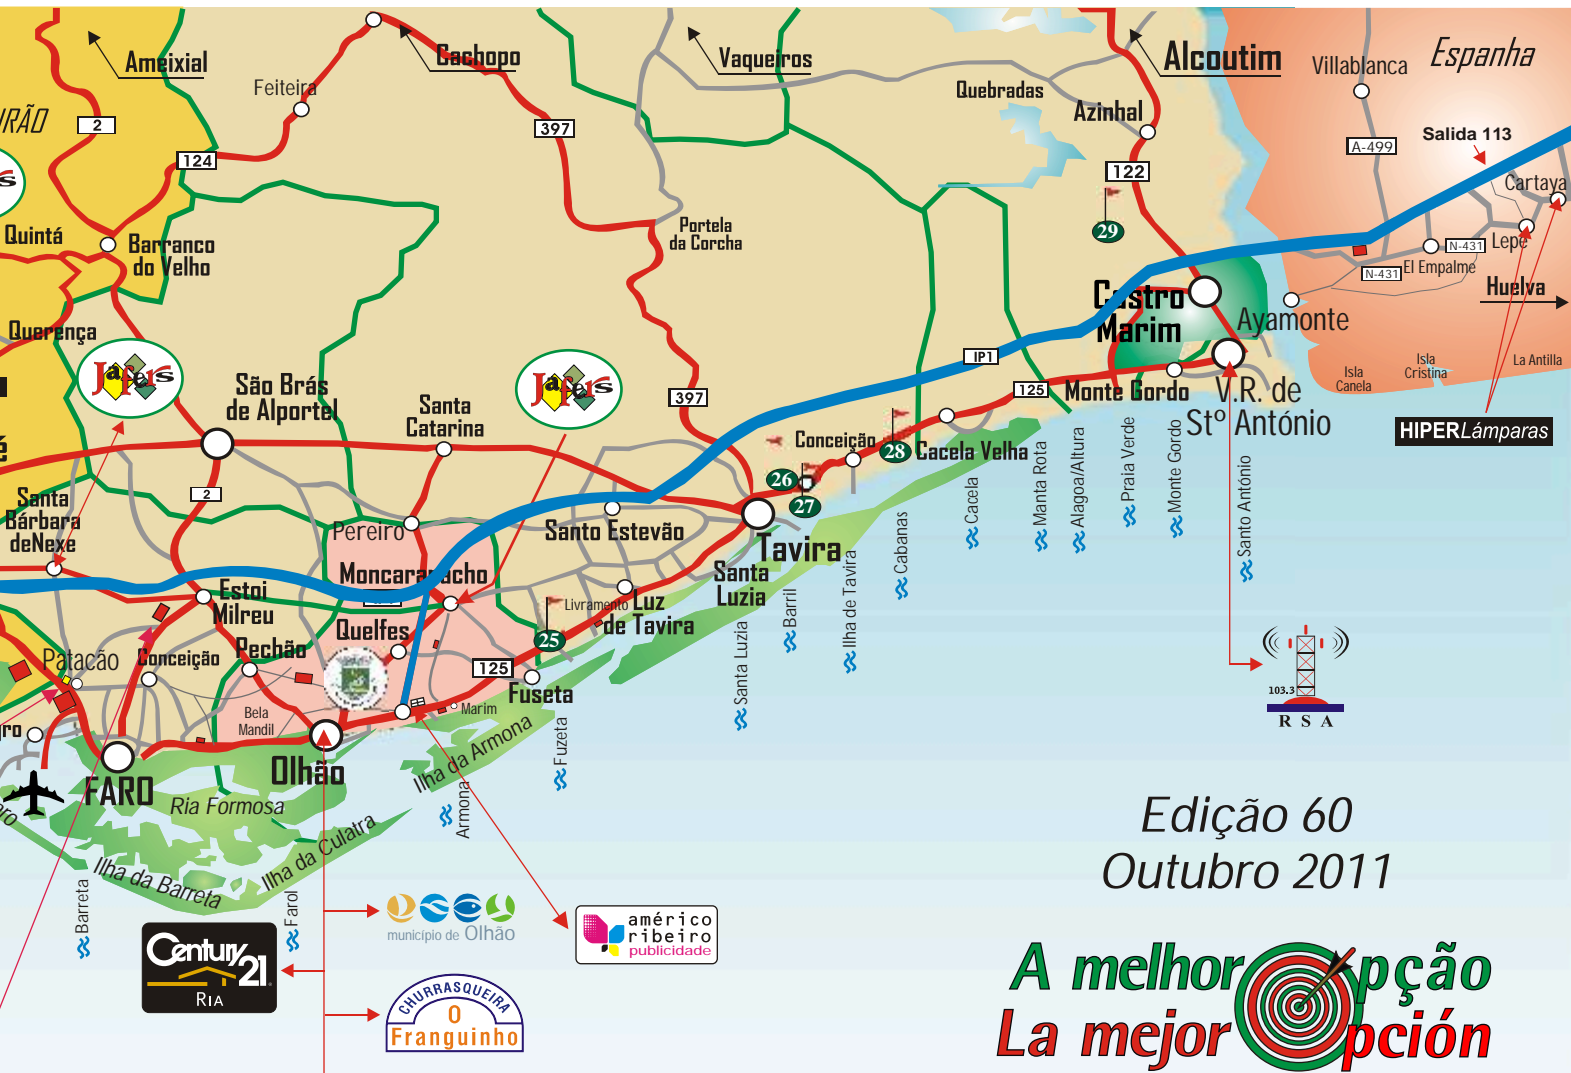 Ameixial
Cachopo
Vaqueiros
Alcoutim
Villablanca
Espanha
Feiteira
Quebradas
Azinhal
Salida 113
2
397
A-499
124
122
Cartaya
Quintá
Barranco
do Velho
Portela
da Corcha
29
Lepe
N-431
N-431
El Empalme
Huelva
Castro
Marim
Ayamonte
Querença
Jafers
Jafers
IP1
Isla
Canela
Isla
Cristina
La Antilla
São Brás
de Alportel
Santa
Catarina
397
125
Monte Gordo
V.R. de
Stº António
HIPERLámparas
Conceição
28
Cacela Velha
26
27
2
Santa
Bárbara
deNexe
Pereiro
Santo Estevão
Tavira
Cabanas
Cacela
Manta Rota
Alagoa/Altura
Praia Verde
Monte Gordo
Santo António
Moncarapacho
Santa
Luzia
Barril
Ilha de Tavira
Estoi
Milreu
Livramento
Luz
de Tavira
25
Quelfes
Pechão
Conceição
Patacão
125
Fuseta
Santa Luzia
Bela
Mandil
Marim
103.3
R S A
Olhão
Ilha da Armona
Fuzeta
FARO
Ria Formosa
Armona
Ilha da Culatra
Ilha da Barreta
Barreta
Farol
Edição 60
Outubro 2011
Century 21
RIA
município de Olhão
américo
ribeiro
publicidade
CHURRASQUEIRA
O
Franguinho
A melhor pção
La mejor pción